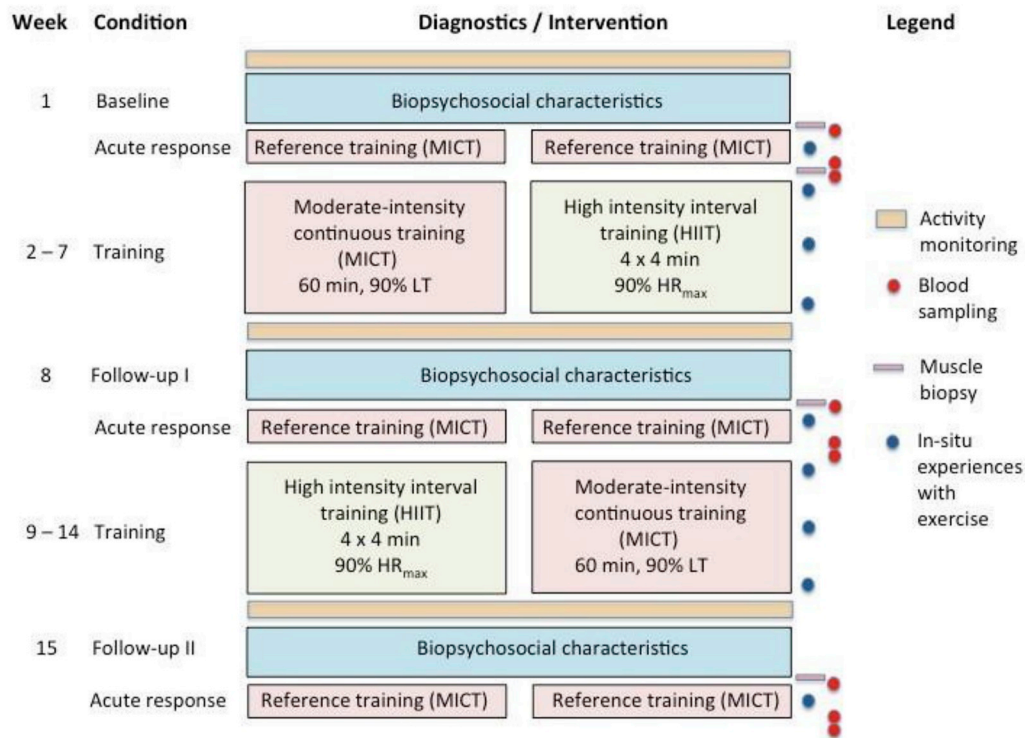 Week Condition Diagnostics / Intervention Legend
1 Baseline Biopsychosocial characteristics
Acute response Reference training (MICT) Reference training (MICT)
2 – 7 Training
Moderate-intensity
continuous training
(MICT)
60 min, 90% LT
High intensity interval
training (HIIT)
4 x 4 min
90% HRmax
8 Follow-up I Biopsychosocial characteristics
Acute response Reference training (MICT) Reference training (MICT)
9 – 14 Training
High intensity interval
training (HIIT)
4 x 4 min
90% HRmax
Moderate-intensity
continuous training
(MICT)
60 min, 90% LT
15 Follow-up II Biopsychosocial characteristics
Acute response Reference training (MICT) Reference training (MICT)
Activity
monitoring
Blood
sampling
Muscle
biopsy
In-situ
experiences
with
exercise